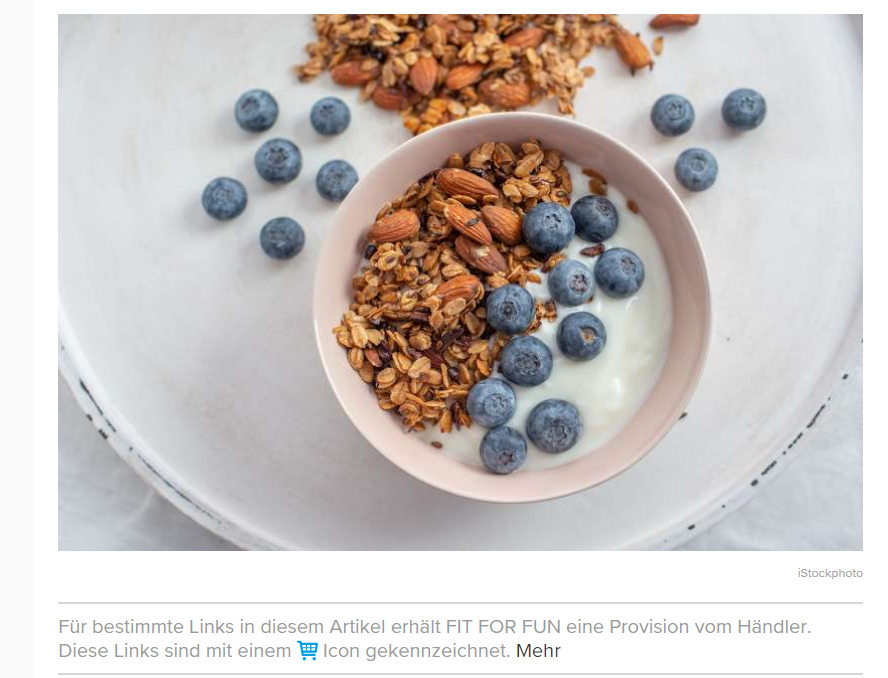 iStockphoto
Für bestimmte Links in diesem Artikel erhält FIT FOR FUN eine Provision vom Händler.
Diese Links sind mit einem Icon gekennzeichnet. Mehr